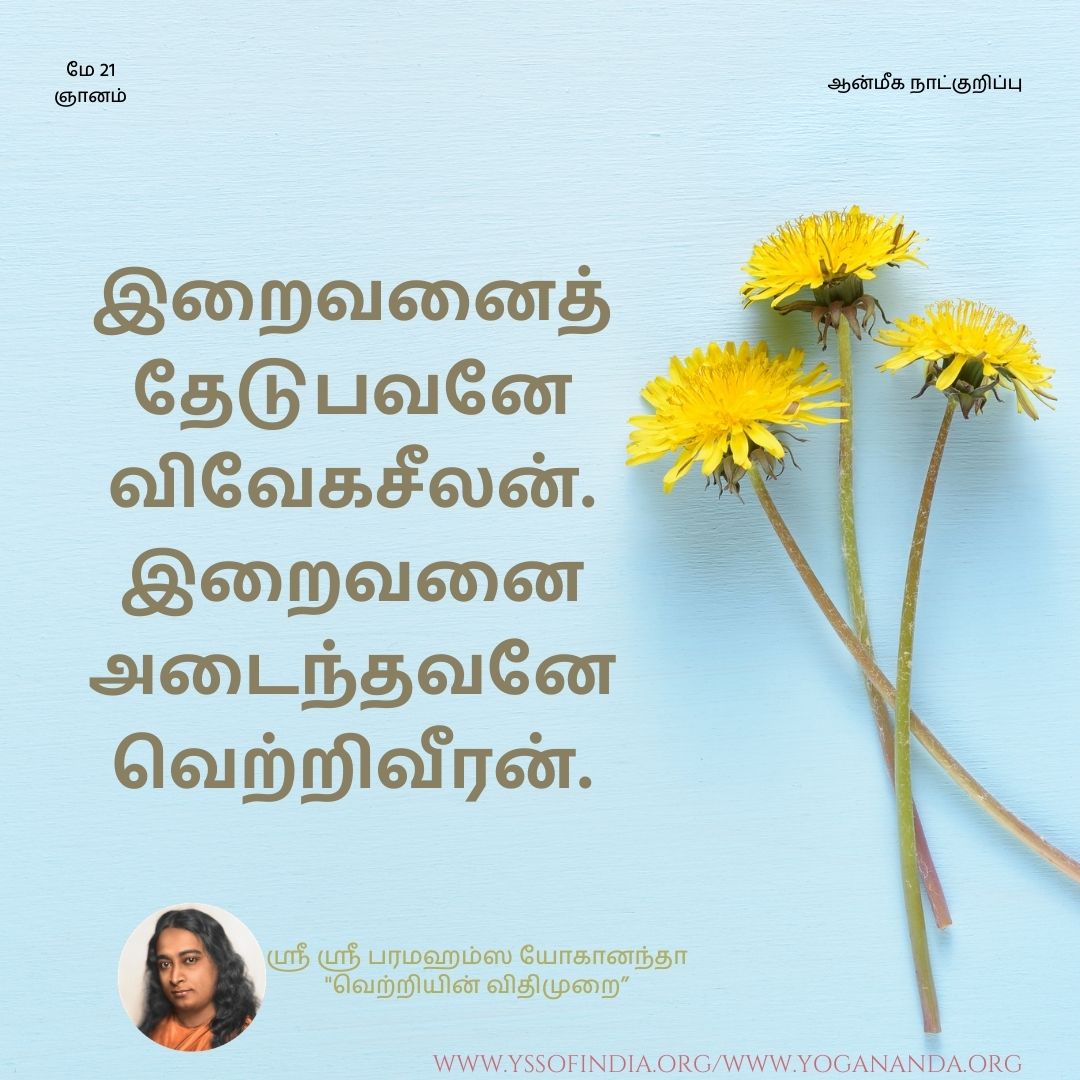 மே 21
ஞானம்
ஆன்மீக நாட்குறிப்பு
இறைவனைத்
தேடுபவனே
விவேகசீலன்.
இறைவனை
அடைந்தவனே
வெற்றிவீரன்.
ஸ்ரீ ஸ்ரீ பரமஹம்ஸ யோகானந்தா
"வெற்றியின் விதிமுறை”
WWW.YSSOFINDIA.ORG/WWW.YOGANANDA.ORG